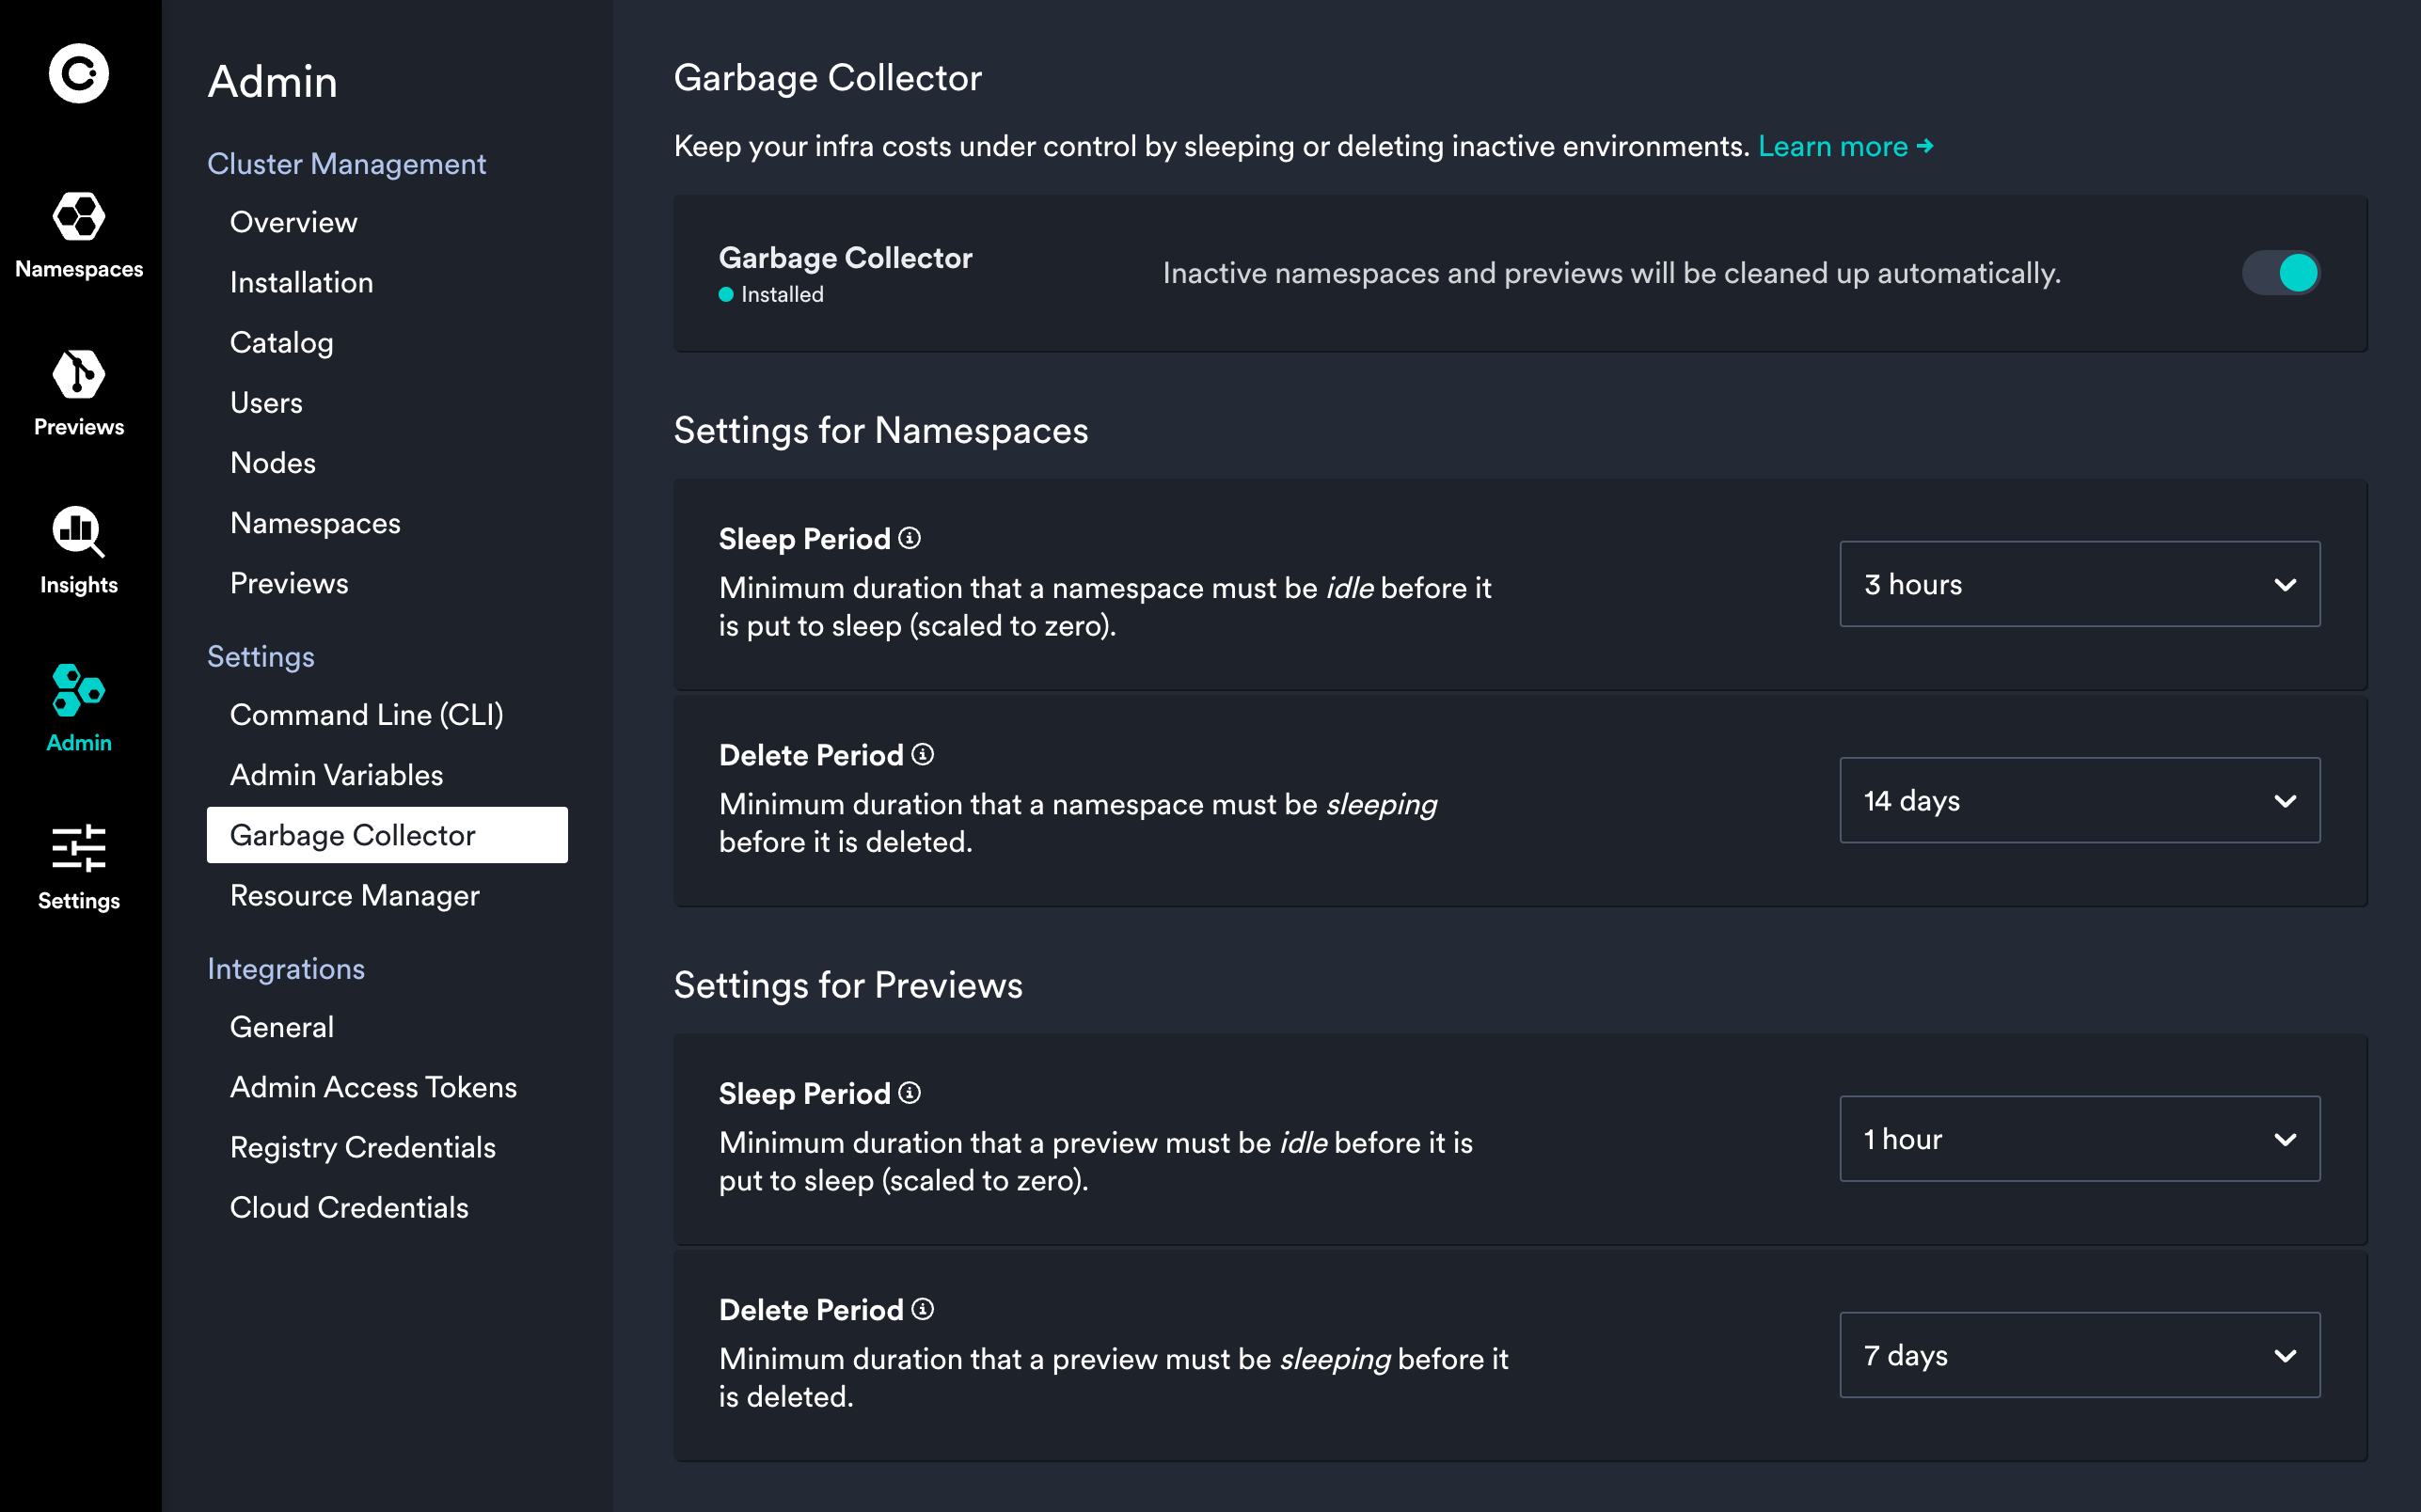 Namespaces
Previews
Insights
Admin
Settings
Admin
Cluster Management
Overview
Installation
Catalog
Users
Nodes
Namespaces
Previews
Settings
Command Line (CLI)
Admin Variables
Garbage Collector
Resource Manager
Integrations
General
Admin Access Tokens
Registry Credentials
Cloud Credentials
Garbage Collector
Keep your infra costs under control by sleeping or deleting inactive environments. Learn more →
Garbage Collector
Installed
Inactive namespaces and previews will be cleaned up automatically.
Settings for Namespaces
Sleep Period
Minimum duration that a namespace must be idle before it
is put to sleep (scaled to zero).
3 hours
Delete Period
Minimum duration that a namespace must be sleeping
before it is deleted.
14 days
Settings for Previews
Sleep Period
Minimum duration that a preview must be idle before it is
put to sleep (scaled to zero).
1 hour
Delete Period
Minimum duration that a preview must be sleeping before it
is deleted.
7 days